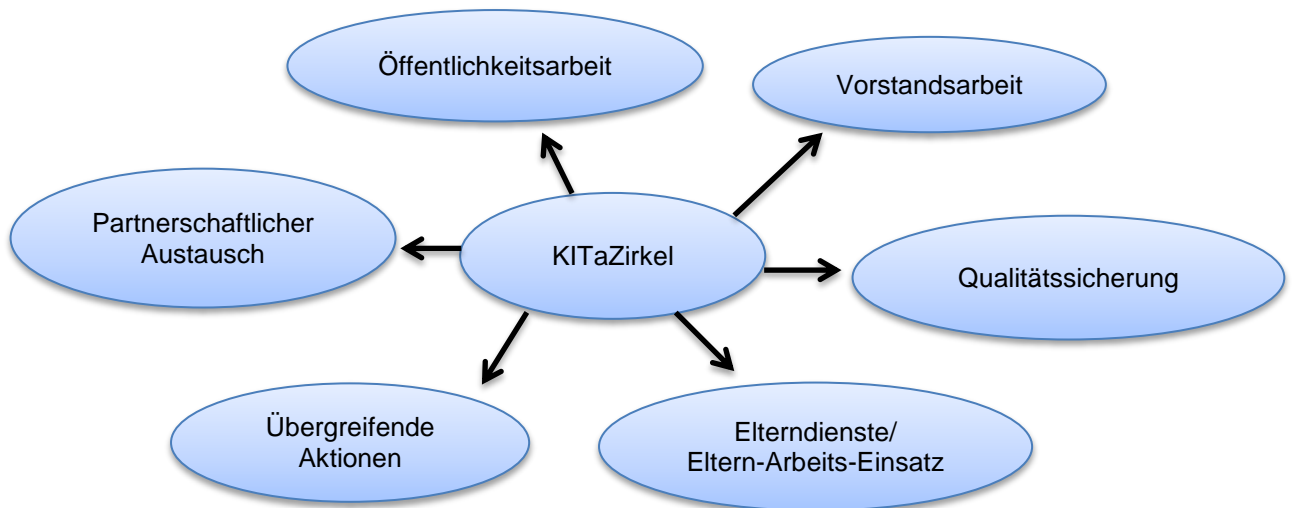 Öffentlichkeitsarbeit
Vorstandsarbeit
Partnerschaftlicher
Austausch
KITaZirkel
Qualitätssicherung
Übergreifende
Aktionen
Elterndienste/
Eltern-Arbeits-Einsatz